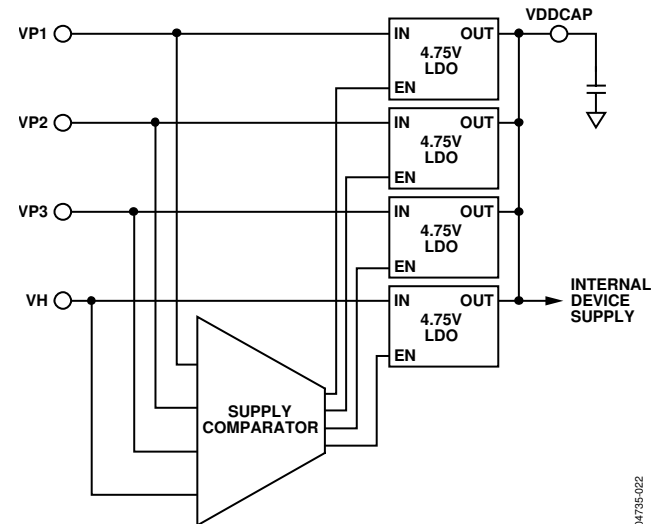 VDDCAP
VP1
IN OUT
4.75V
LDO
EN
VP2
IN OUT
4.75V
LDO
EN
VP3
IN OUT
4.75V
LDO
EN
VH
IN OUT
4.75V
LDO
EN
INTERNAL
DEVICE
SUPPLY
SUPPLY
COMPARATOR
04735-022